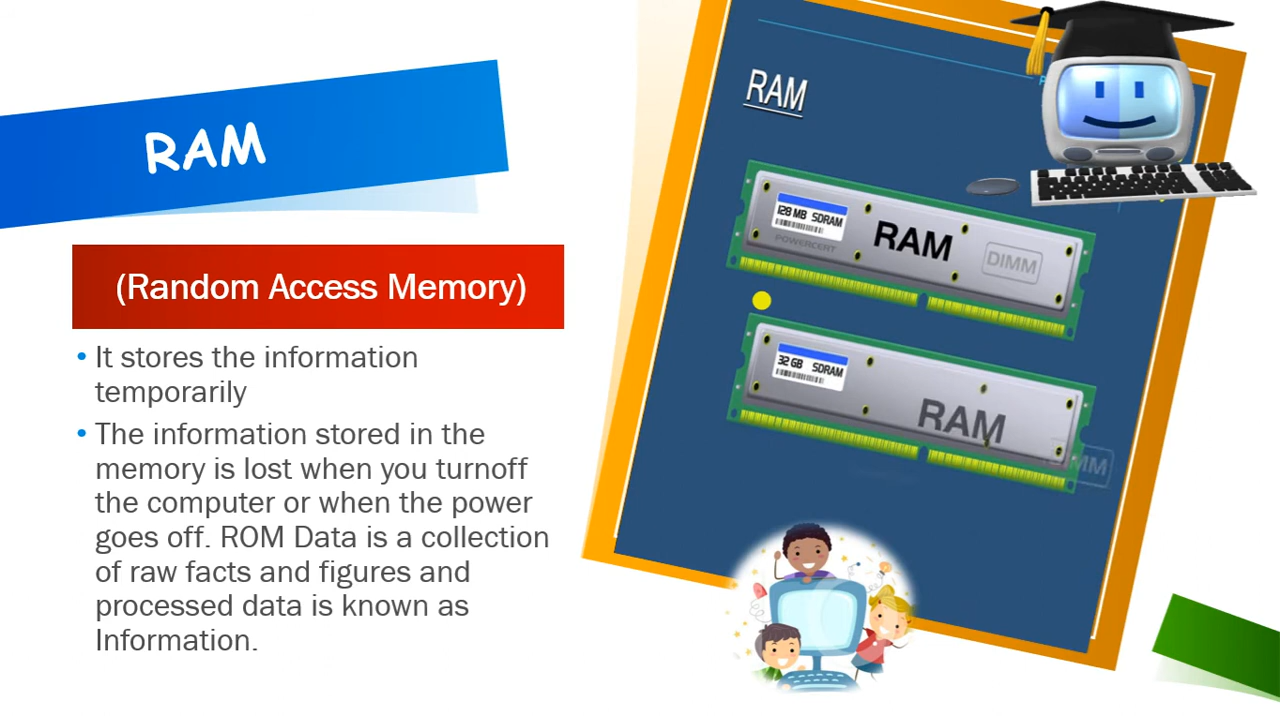 RAM
(Random Access Memory)
• It stores the information
temporarily
• The information stored in the
memory is lost when you turnoff
the computer or when the power
goes off. ROM Data is a collection
of raw facts and figures and
processed data is known as
Information.
RAM
128 MB SDRAM
POWERCERT
RAM
DIMM
32 GB SDRAM
RAM